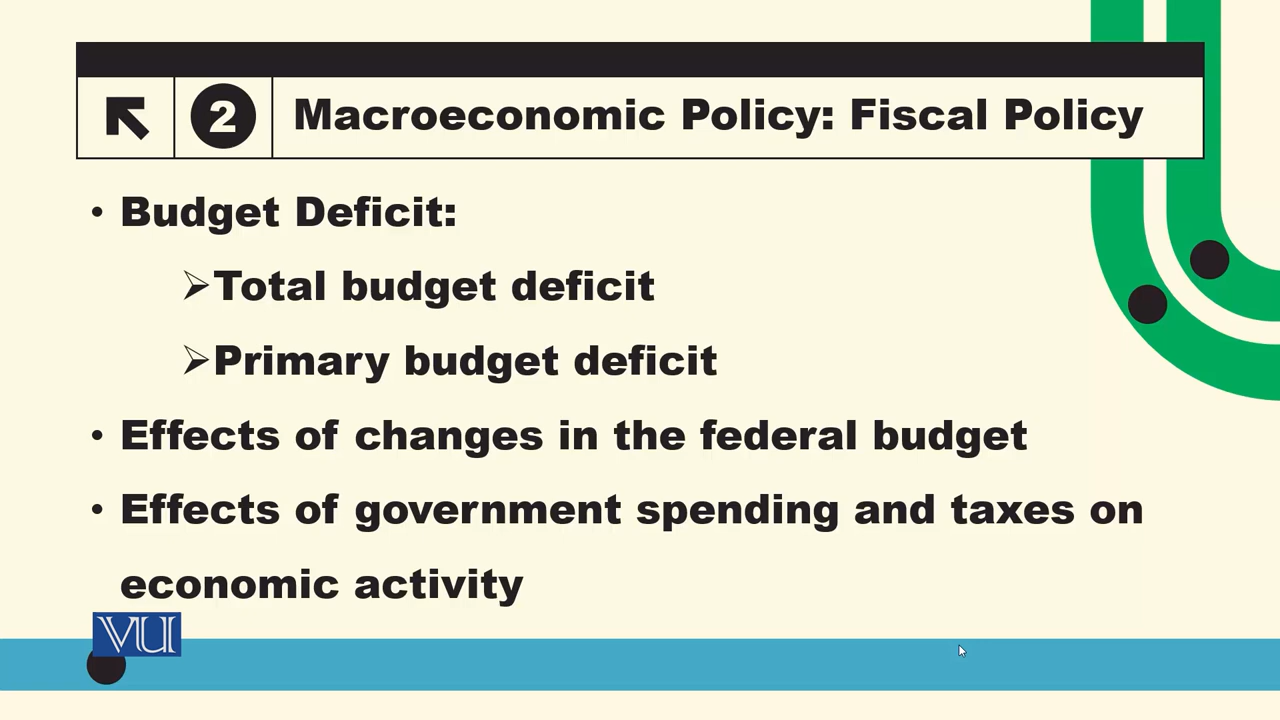 2 Macroeconomic Policy: Fiscal Policy
• Budget Deficit:
➢Total budget deficit
➢Primary budget deficit
• Effects of changes in the federal budget
• Effects of government spending and taxes on
economic activity
VU